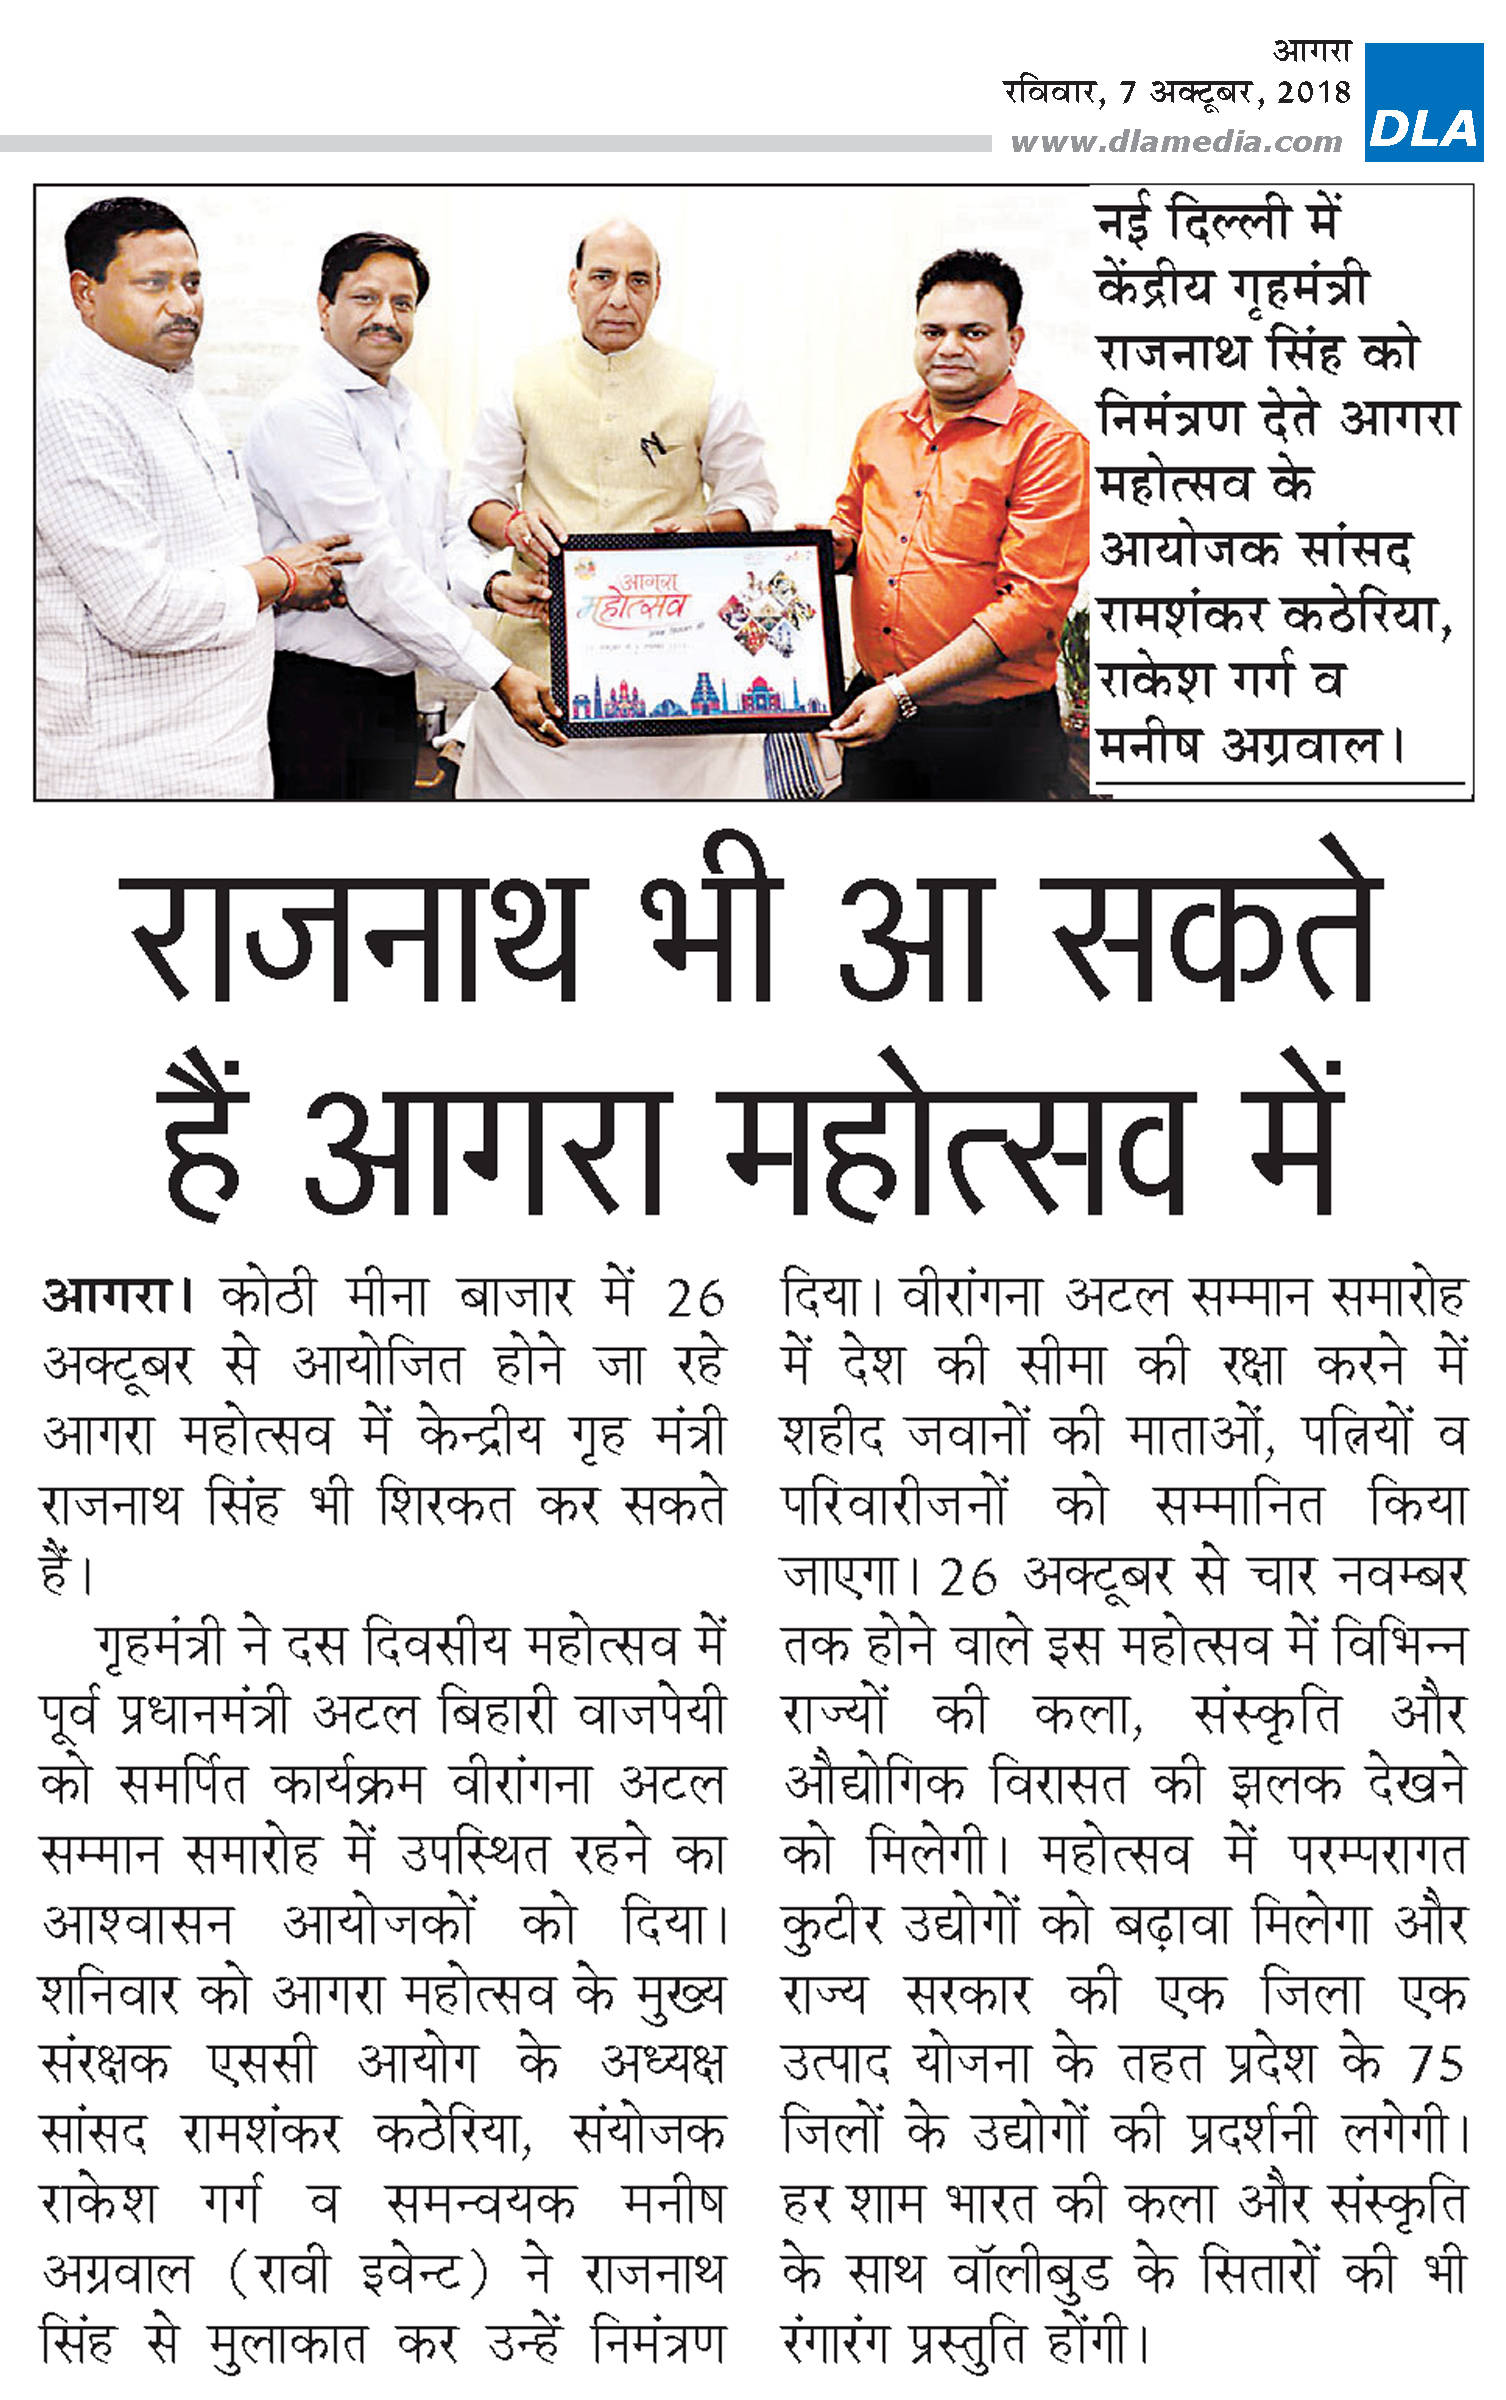 आगरा
रविवार, 7 अक्टूबर, 2018
www.dlamedia.com
DLA
नई दिल्ली में
केंद्रीय गृहमंत्री
राजनाथ सिंह को
निमंत्रण देते आगरा
महोत्सव के
आयोजक सांसद
रामशंकर कठेरिया,
राकेश गर्ग व
मनीष अग्रवाल।
आगरा
महोत्सव
राजनाथ भी आ सकते
हैं आगरा महोत्सव में
आगरा। कोठी मीना बाजार में 26
अक्टूबर से आयोजित होने जा रहे
आगरा महोत्सव में केन्द्रीय गृह मंत्री
राजनाथ सिंह भी शिरकत कर सकते
हैं।
गृहमंत्री ने दस दिवसीय महोत्सव में
पूर्व प्रधानमंत्री अटल बिहारी वाजपेयी
को समर्पित कार्यक्रम वीरांगना अटल
सम्मान समारोह में उपस्थित रहने का
आश्वासन आयोजकों को दिया।
शनिवार को आगरा महोत्सव के मुख्य
संरक्षक एससी आयोग के अध्यक्ष
सांसद रामशंकर कठेरिया, संयोजक
राकेश गर्ग व समन्वयक मनीष
अग्रवाल (रावी इवेन्ट) ने राजनाथ
सिंह से मुलाकात कर उन्हें निमंत्रण
दिया। वीरांगना अटल सम्मान समारोह
में देश की सीमा की रक्षा करने में
शहीद जवानों की माताओं, पत्नियों व
परिवारीजनों को सम्मानित किया
जाएगा। 26 अक्टूबर से चार नवम्बर
तक होने वाले इस महोत्सव में विभिन्न
राज्यों की कला, संस्कृति और
औद्योगिक विरासत की झलक देखने
को मिलेगी। महोत्सव में परम्परागत
कुटीर उद्योगों को बढ़ावा मिलेगा और
राज्य सरकार की एक जिला एक
उत्पाद योजना के तहत प्रदेश के 75
जिलों के उद्योगों की प्रदर्शनी लगेगी।
हर शाम भारत की कला और संस्कृति
के साथ वॉलीबुड के सितारों की भी
रंगारंग प्रस्तुति होंगी।